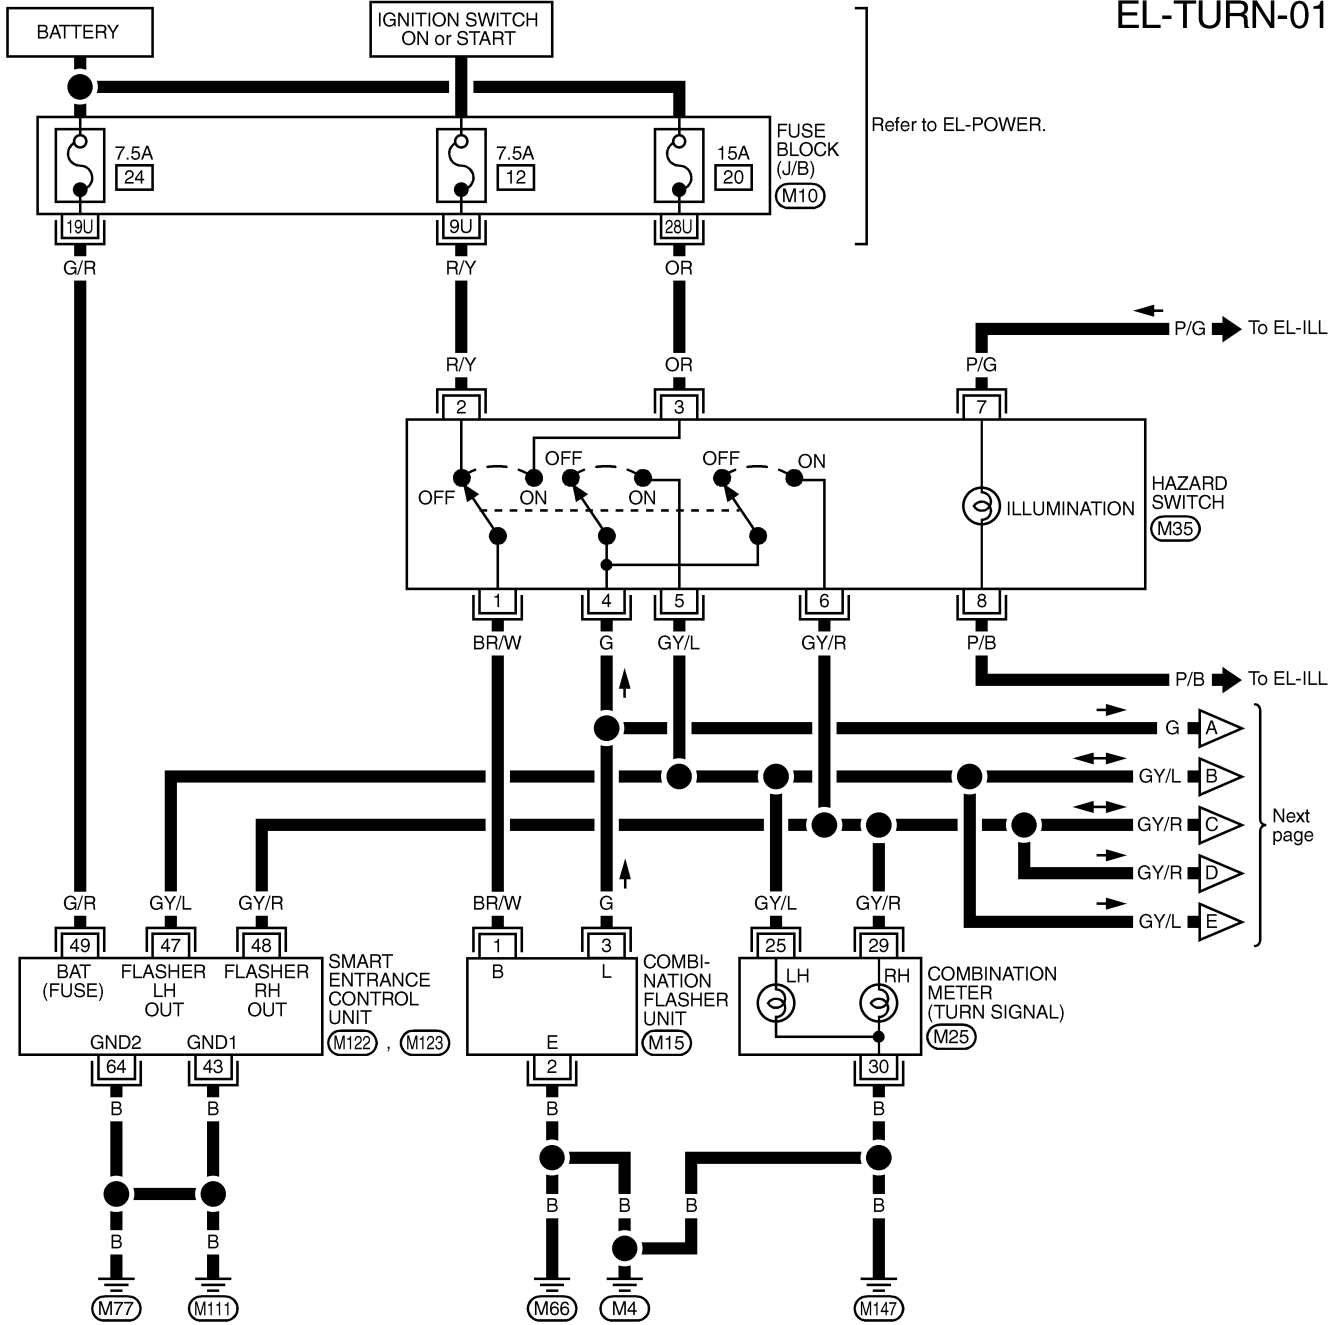 EL-TURN-01
BATTERY
IGNITION SWITCH
ON or START
Refer to EL-POWER.
7.5A
24
7.5A
12
15A
20
FUSE
BLOCK
(J/B)
M10
19U
9U
28U
G/R
R/Y
OR
P/G
To EL-ILL
R/Y
OR
P/G
2
3
7
OFF
ON
OFF
ON
OFF
ON
ILLUMINATION
HAZARD
SWITCH
M35
1
4
5
6
8
BR/W
G
GY/L
GY/R
P/B
P/B
To EL-ILL
G
A
GY/L
B
GY/R
C
GY/R
D
GY/L
E
Next
page
G/R
GY/L
GY/R
BR/W
G
GY/L
GY/R
49
47
48
1
3
25
29
BAT
(FUSE)
FLASHER
LH
OUT
FLASHER
RH
OUT
GND2
GND1
SMART
ENTRANCE
CONTROL
UNIT
M122 , M123
B
L
E
COMBI-
NATION
FLASHER
UNIT
M15
LH
RH
COMBINATION
METER
(TURN SIGNAL)
M25
64
43
2
30
B
B
B
B
B
B
B
B
B
B
M77
M111
M66
M4
M147